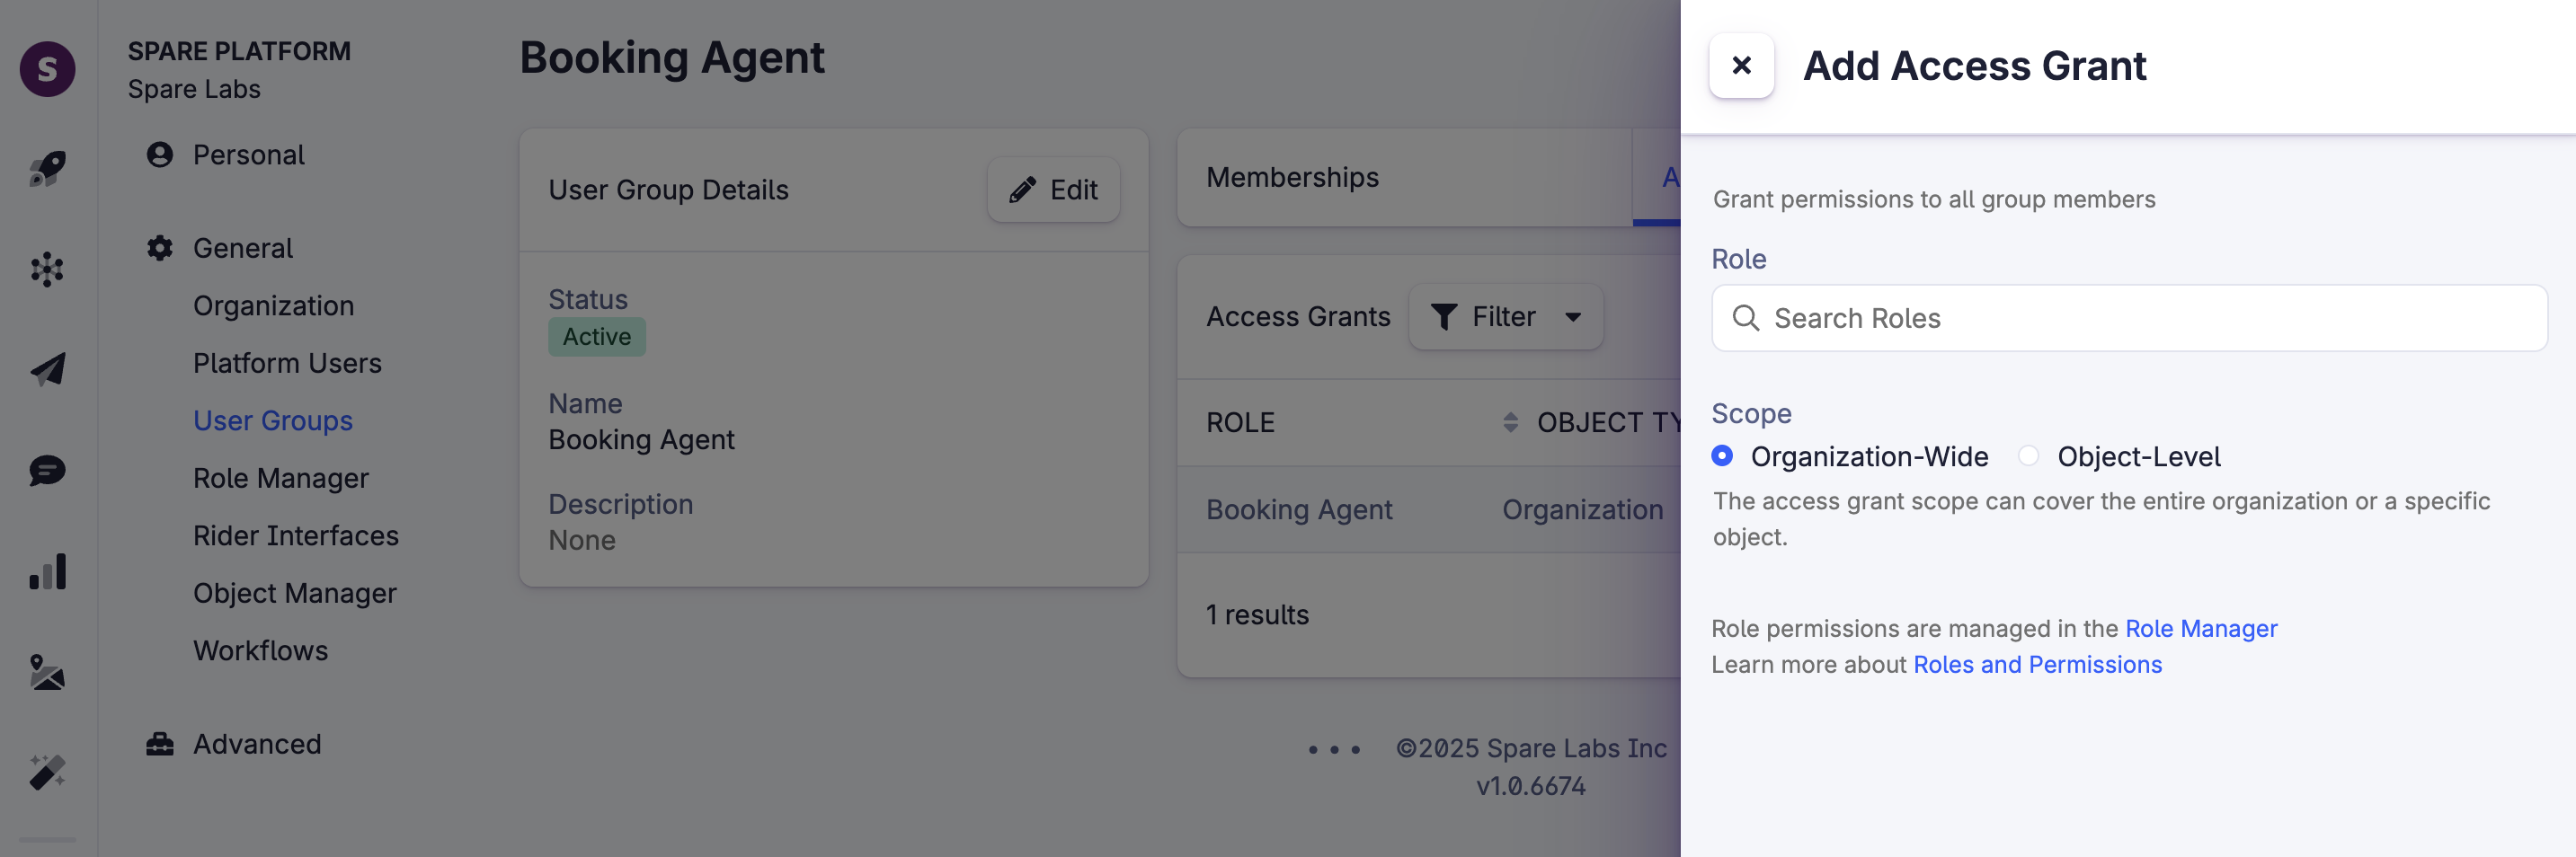 S
SPARE PLATFORM
Spare Labs
Personal
General
Organization
Platform Users
User Groups
Role Manager
Rider Interfaces
Object Manager
Workflows
Advanced
Booking Agent
User Group Details
Edit
Status
Active
Name
Booking Agent
Description
None
Memberships
A
Access Grants
Filter
ROLE
OBJECT TY
Booking Agent
Organization
1 results
©2025 Spare Labs Inc
v1.0.6674
Add Access Grant
Grant permissions to all group members
Role
Search Roles
Scope
Organization-Wide
Object-Level
The access grant scope can cover the entire organization or a specific
object.
Role permissions are managed in the Role Manager
Learn more about Roles and Permissions